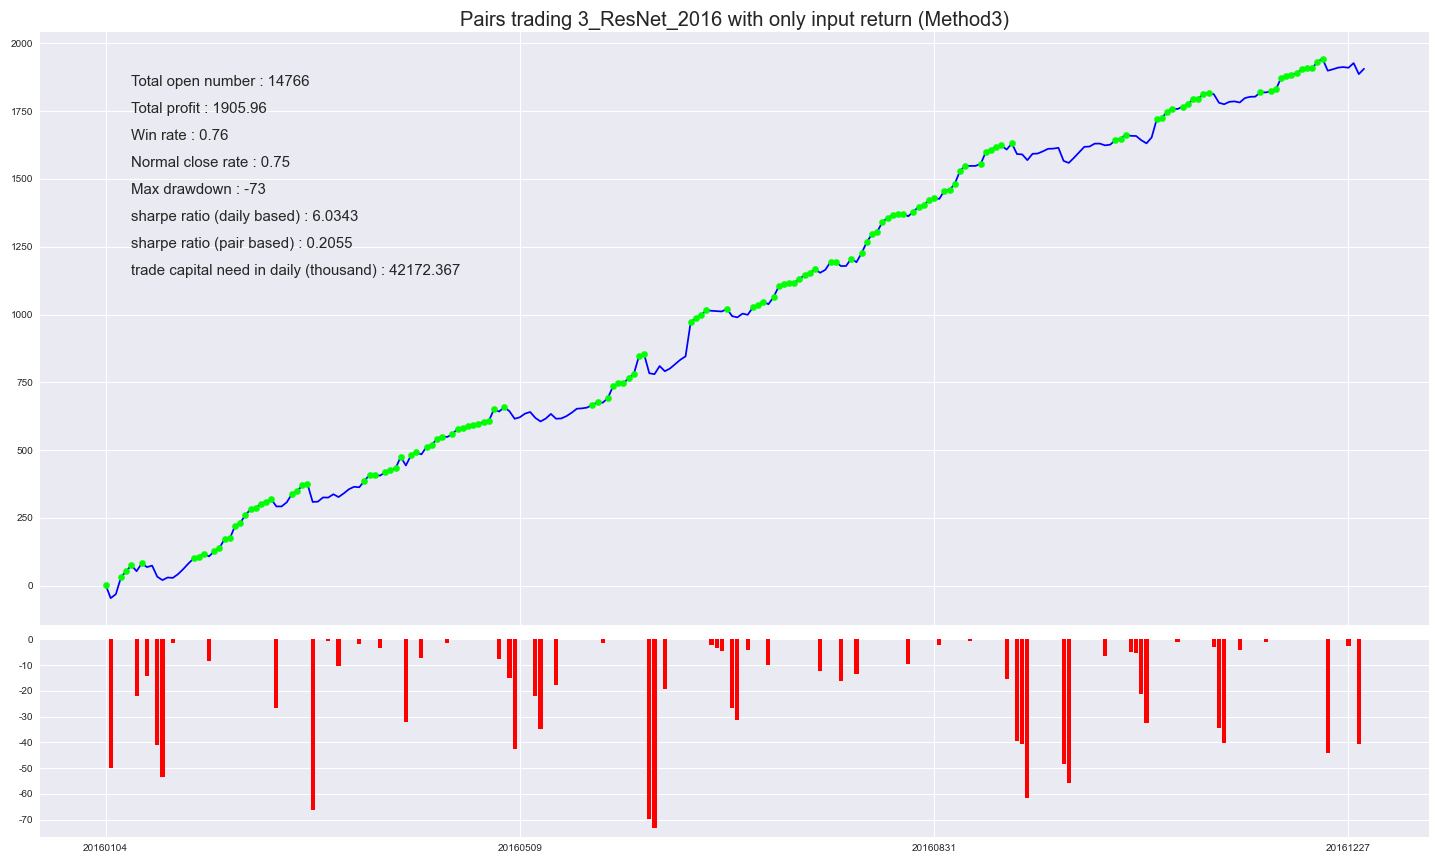 Pairs trading 3_ResNet_2016 with only input return (Method3)
2000
1750
1500
1250
1000
750
500
250
0
Total open number : 14766
Total profit : 1905.96
Win rate : 0.76
Normal close rate : 0.75
Max drawdown : -73
sharpe ratio (daily based) : 6.0343
sharpe ratio (pair based) : 0.2055
trade capital need in daily (thousand) : 42172.367
0
-10
-20
-30
-40
-50
-60
-70
20160104 20160509 20160831 20161227